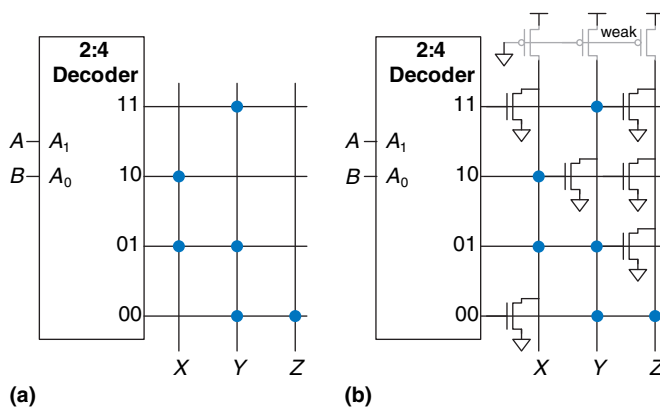 2:4
Decoder
11
A
A₁
B
A₀
10
01
00
X Y Z
(a)
weak
2:4
Decoder
11
A
A₁
B
A₀
10
01
00
X Y Z
(b)